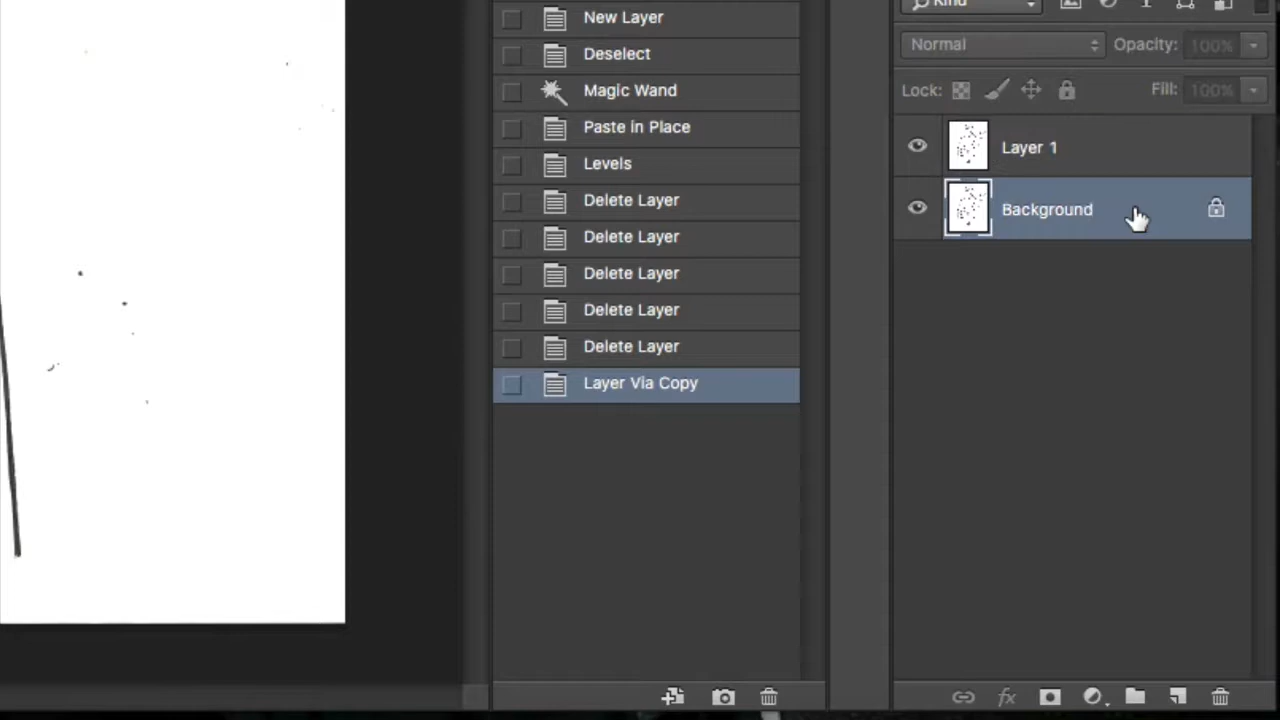 New Layer
Deselect
Magic Wand
Paste in Place
Levels
Delete Layer
Delete Layer
Delete Layer
Delete Layer
Delete Layer
Layer Via Copy
Kind
Normal
Opacity: 100%
Lock:
Fill: 100%
Layer 1
Background
fx